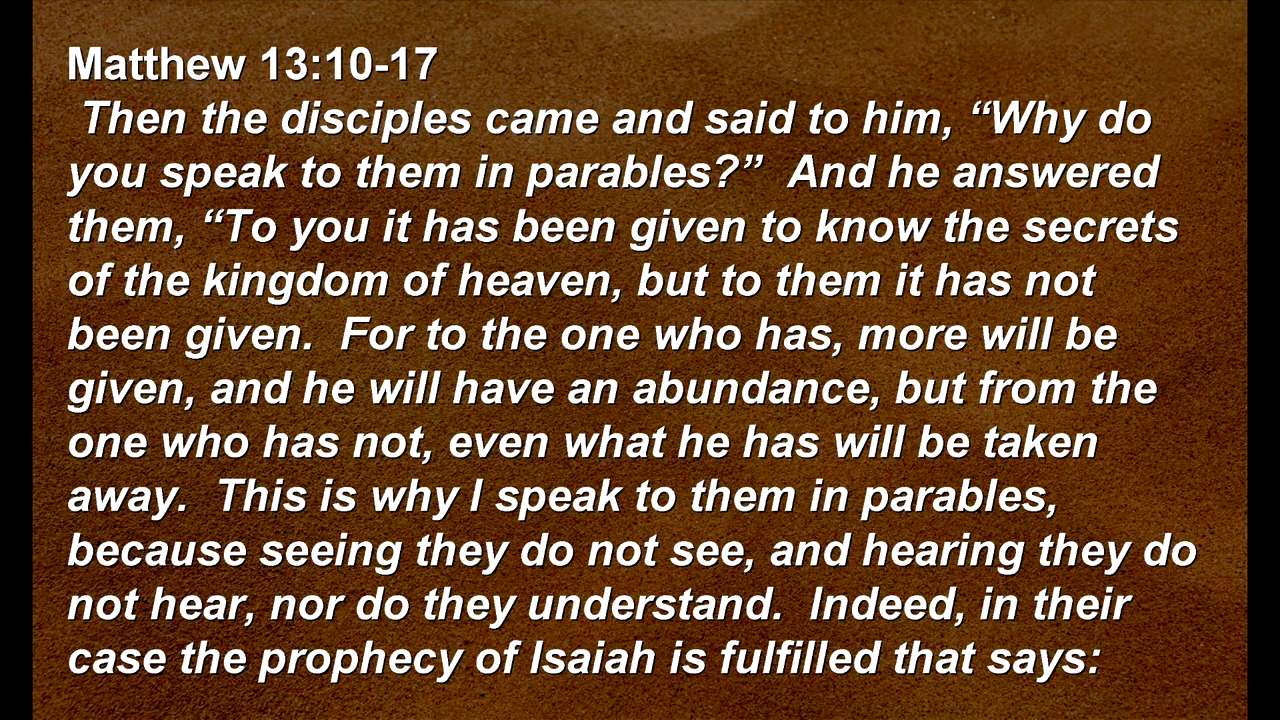 Matthew 13:10-17
Then the disciples came and said to him, “Why do
you speak to them in parables?”  And he answered
them, “To you it has been given to know the secrets
of the kingdom of heaven, but to them it has not
been given.  For to the one who has, more will be
given, and he will have an abundance, but from the
one who has not, even what he has will be taken
away.  This is why I speak to them in parables,
because seeing they do not see, and hearing they do
not hear, nor do they understand.  Indeed, in their
case the prophecy of Isaiah is fulfilled that says: